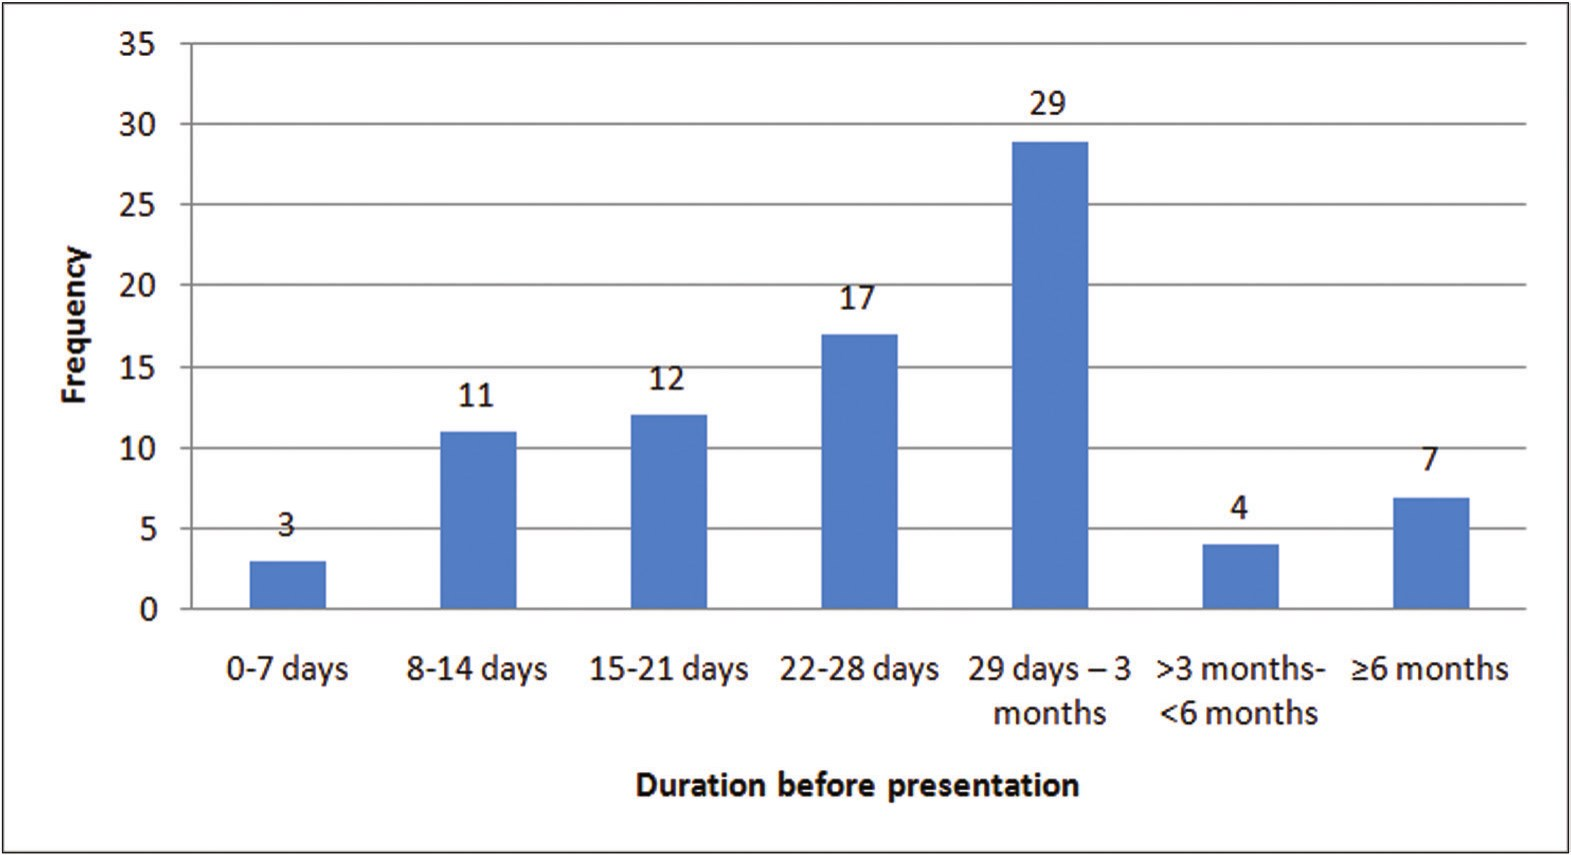 35
30
25
20
15
10
5
0
Frequency
3
11
12
17
29
4
7
0-7 days
8-14 days
15-21 days
22-28 days
29 days – 3
months
>3 months-
<6 months
≥6 months
Duration before presentation